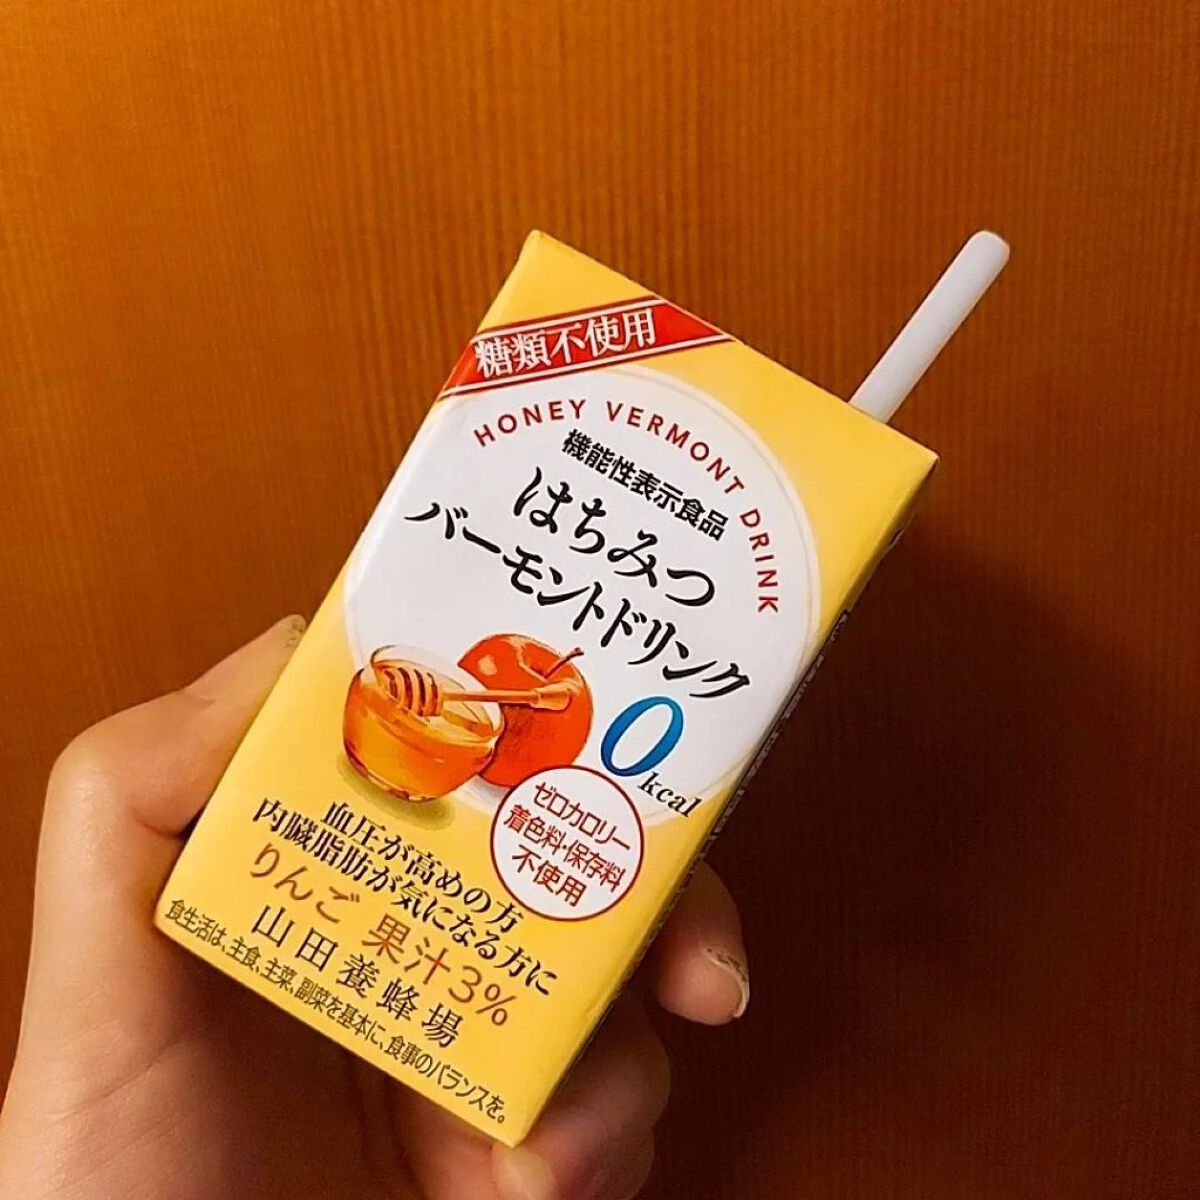 糖類不使用
HONEY VERMONT DRINK
機能性表示食品
はちみつ
バーモントドリンク
0kcal
ゼロカロリー
着色料・保存料
不使用
血圧が高めの方
内臓脂肪が気になる方に
りんご 果汁3%
山田養蜂場
食生活は、主食、主菜、副菜を基本に、食事のバランスを。